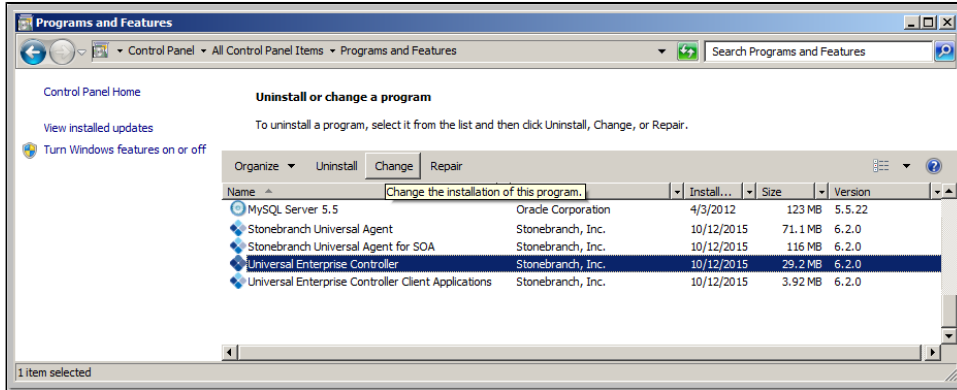 Programs and Features
Control Panel All Control Panel Items Programs and Features Search Programs and Features
Control Panel Home
Uninstall or change a program
View installed updates
To uninstall a program, select it from the list and then click Uninstall, Change, or Repair.
Turn Windows features on or off
Organize Uninstall Change Repair
Name Change the installation of this program. Install... Size Version
MySQL Server 5.5 Oracle Corporation 4/3/2012 123 MB 5.5.22
Stonebranch Universal Agent Stonebranch, Inc. 10/12/2015 71.1 MB 6.2.0
Stonebranch Universal Agent for SOA Stonebranch, Inc. 10/12/2015 116 MB 6.2.0
Universal Enterprise Controller Stonebranch, Inc. 10/12/2015 29.2 MB 6.2.0
Universal Enterprise Controller Client Applications Stonebranch, Inc. 10/12/2015 3.92 MB 6.2.0
1 item selected